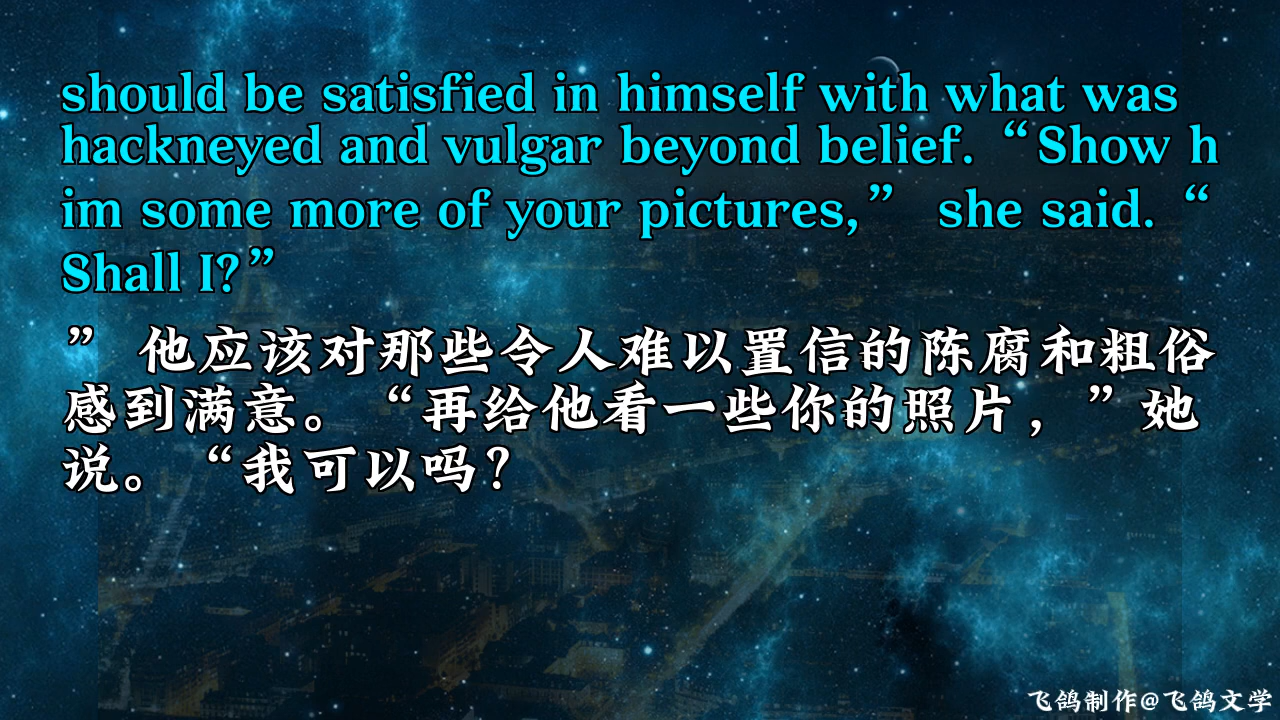 should be satisfied in himself with what was
hackneyed and vulgar beyond belief. “Show h
im some more of your pictures,” she said. “
Shall I?”
” 他应该对那些令人难以置信的陈腐和粗俗
感到满意。“再给他看一些你的照片，”她
说。“我可以吗？
飞鸽制作@飞鸽文学